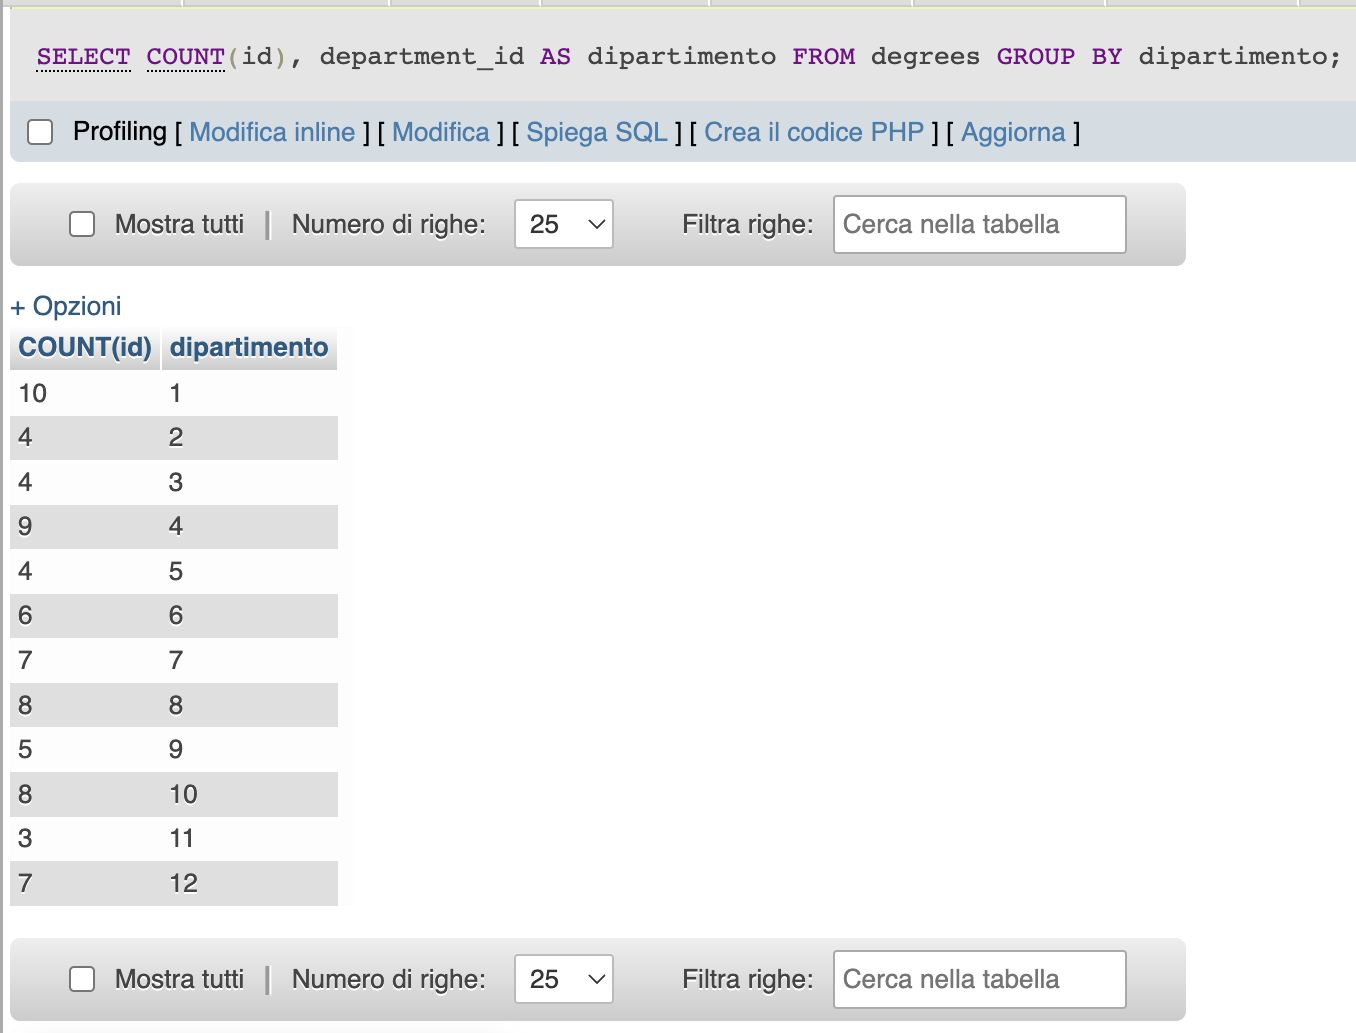 SELECT COUNT(id), department_id AS dipartimento FROM degrees GROUP BY dipartimento;
Profiling [ Modifica inline ] [ Modifica ] [ Spiega SQL ] [ Crea il codice PHP ] [ Aggiorna ]
Mostra tutti | Numero di righe: 25 Filtra righe: Cerca nella tabella
+ Opzioni
COUNT(id) dipartimento
10 1
4 2
4 3
9 4
4 5
6 6
7 7
8 8
5 9
8 10
3 11
7 12
Mostra tutti | Numero di righe: 25 Filtra righe: Cerca nella tabella